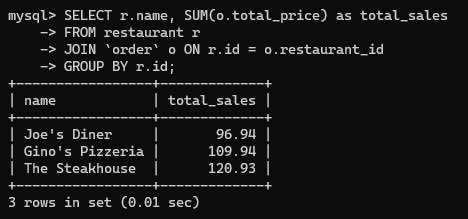 mysql> SELECT r.name, SUM(o.total_price) as total_sales
    -> FROM restaurant r
    -> JOIN `order` o ON r.id = o.restaurant_id
    -> GROUP BY r.id;
+----------------+-------------+
| name           | total_sales |
+----------------+-------------+
| Joe's Diner    |       96.94 |
| Gino's Pizzeria |      109.94 |
| The Steakhouse |      120.93 |
+----------------+-------------+
3 rows in set (0.01 sec)